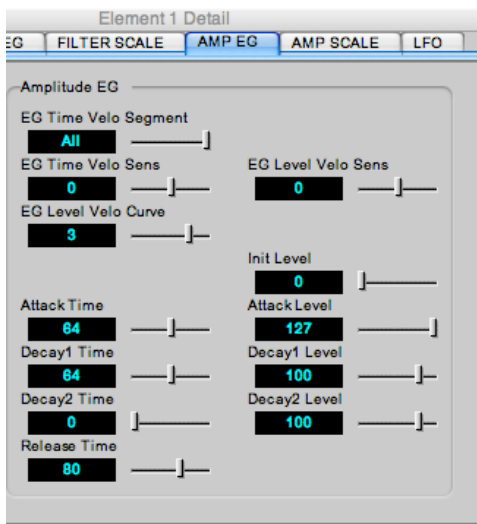 Element 1 Detail
EG FILTER SCALE AMP EG AMP SCALE LFO
Amplitude EG
EG Time Velo Segment
All
EG Time Velo Sens EG Level Velo Sens
0 0
EG Level Velo Curve
3
Init Level
0
Attack Time Attack Level
64 127
Decay1 Time Decay1 Level
64 100
Decay2 Time Decay2 Level
0 100
Release Time
80